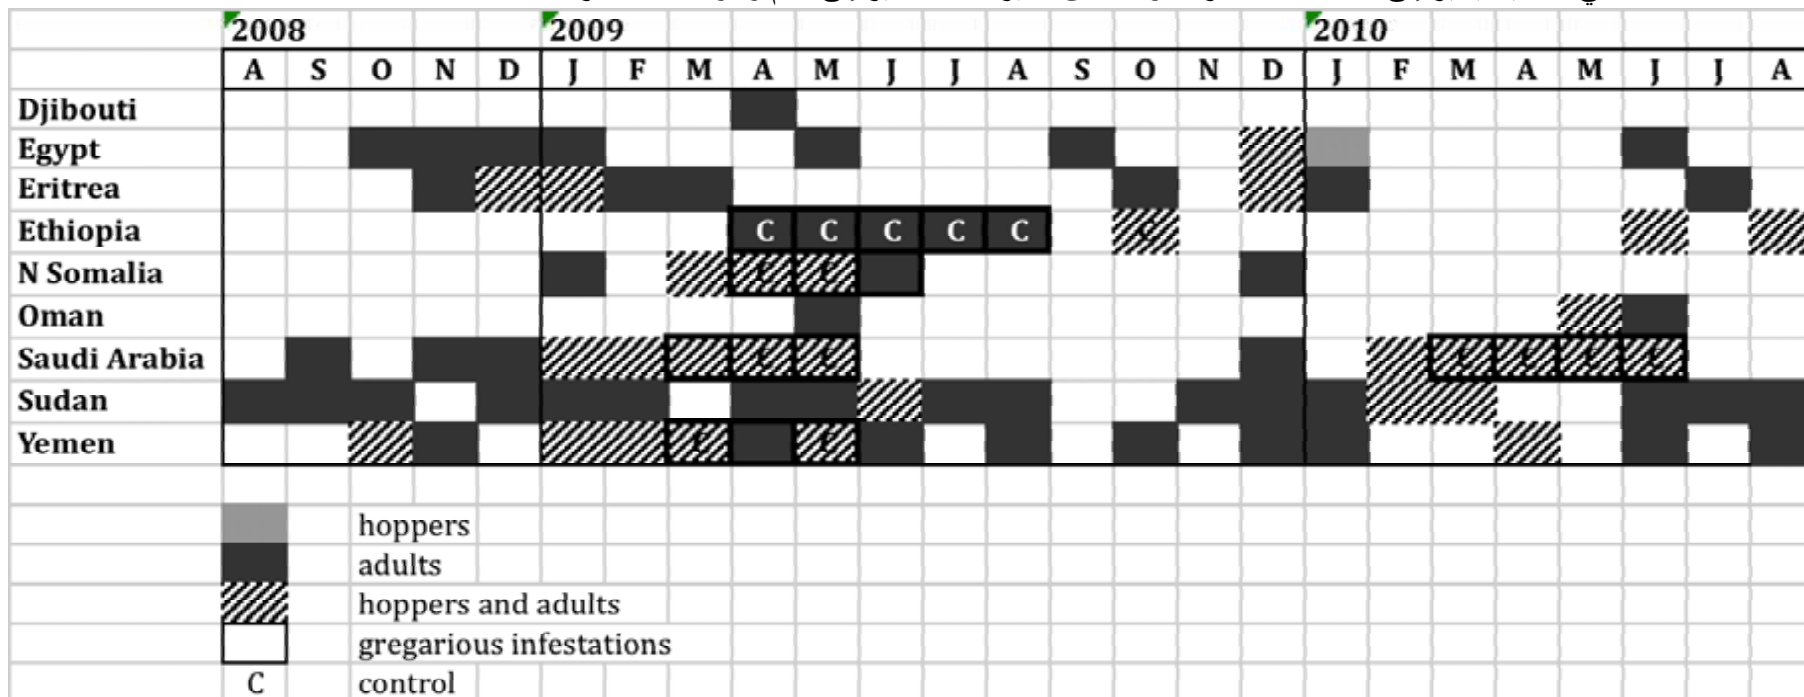 2008 2009 2010
A S O N D J F M A M J J A S O N D J F M A M J J A
Djibouti
Egypt
Eritrea
Ethiopia C C C C C C
N Somalia C C
Oman
Saudi Arabia C C C C C C
Sudan
Yemen C C
hoppers
adults
hoppers and adults
gregarious infestations
C control